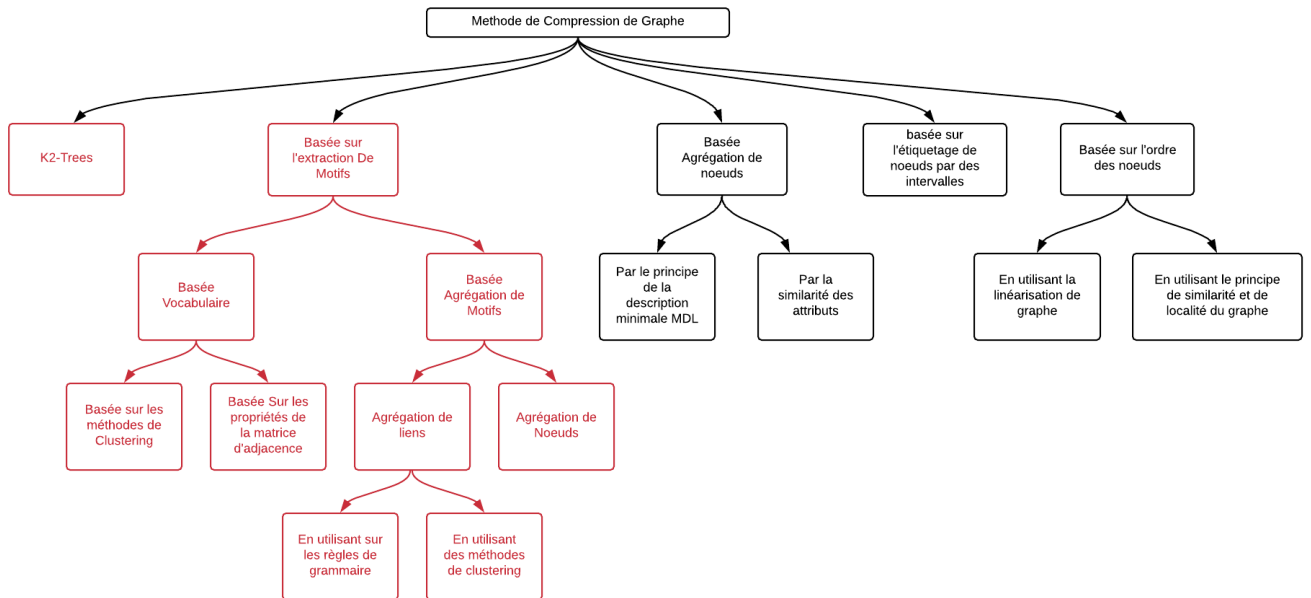 Methode de Compression de Graphe
K2-Trees
Basée sur
l'extraction De
Motifs
Basée
Agrégation de
noeuds
basée sur
l'étiquetage de
noeuds par des
intervalles
Basée sur l'ordre
des noeuds
Basée
Vocabulaire
Basée
Agrégation de
Motifs
Par le principe
de la
description
minimale MDL
Par la
similarité des
attributs
En utilisant la
linéarisation de
graphe
En utilisant le principe
de similarité et de
localité du graphe
Basée sur les
méthodes de
Clustering
Basée Sur les
propriétés de
la matrice
d'adjacence
Agrégation de
liens
Agrégation de
Noeuds
En utilisant sur
les règles de
grammaire
En utilisant
des méthodes
de clustering